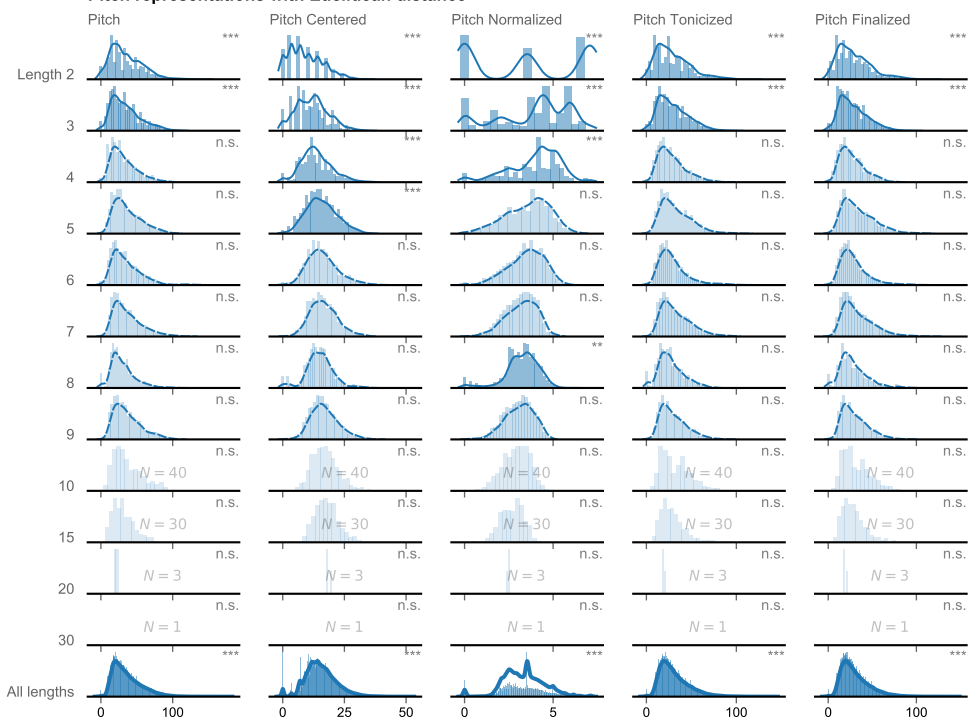 Pitch representations with Euclidean distance
Pitch Pitch Centered Pitch Normalized Pitch Tonicized Pitch Finalized
Length 2 *** *** *** *** ***
3 *** *** *** *** ***
4 n.s. *** *** n.s. n.s.
5 n.s. *** n.s. n.s. n.s.
6 n.s. n.s. n.s. n.s. n.s.
7 n.s. n.s. n.s. n.s. n.s.
8 n.s. n.s. ** n.s. n.s.
9 n.s. n.s. n.s. n.s. n.s.
10 n.s. n.s. n.s. n.s. n.s.
N = 40 N = 40 N = 40 N = 40 N = 40
15 n.s. n.s. n.s. n.s. n.s.
N = 30 N = 30 N = 30 N = 30 N = 30
20 n.s. n.s. n.s. n.s. n.s.
N = 3 N = 3 N = 3 N = 3 N = 3
30 n.s. n.s. n.s. n.s. n.s.
N = 1 N = 1 N = 1 N = 1 N = 1
All lengths *** *** *** *** ***
0 100 0 25 50 0 5 0 100 0 100